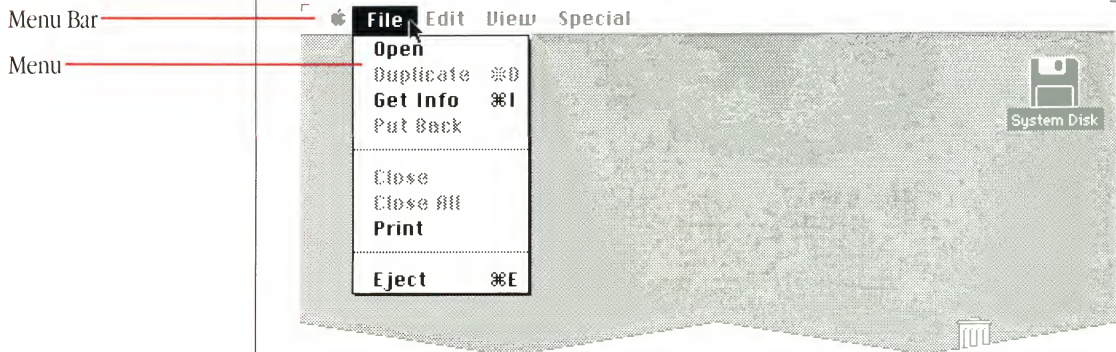 Menu Bar
File Edit View Special
Menu
Open
Duplicate ⌘D
Get Info ⌘I
Put Back
Close
Close All
Print
Eject ⌘E
System Disk